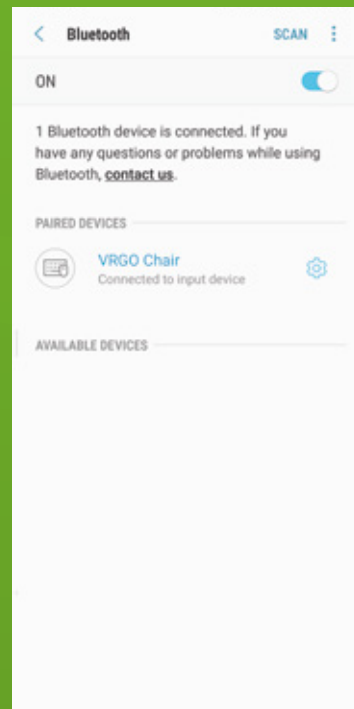 Bluetooth SCAN
ON
1 Bluetooth device is connected. If you
have any questions or problems while using
Bluetooth, contact us.
PAIRED DEVICES
VRGO Chair
Connected to input device
AVAILABLE DEVICES